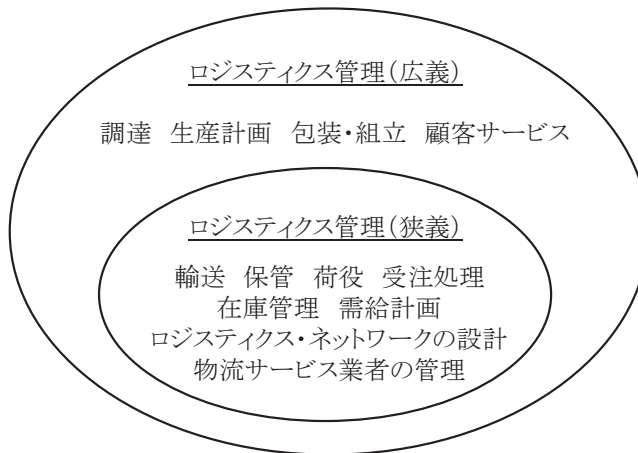 ロジスティクス管理(広義)
調達 生産計画 包装・組立 顧客サービス
ロジスティクス管理(狭義)
輸送 保管 荷役 受注処理
在庫管理 需給計画
ロジスティクス・ネットワークの設計
物流サービス業者の管理